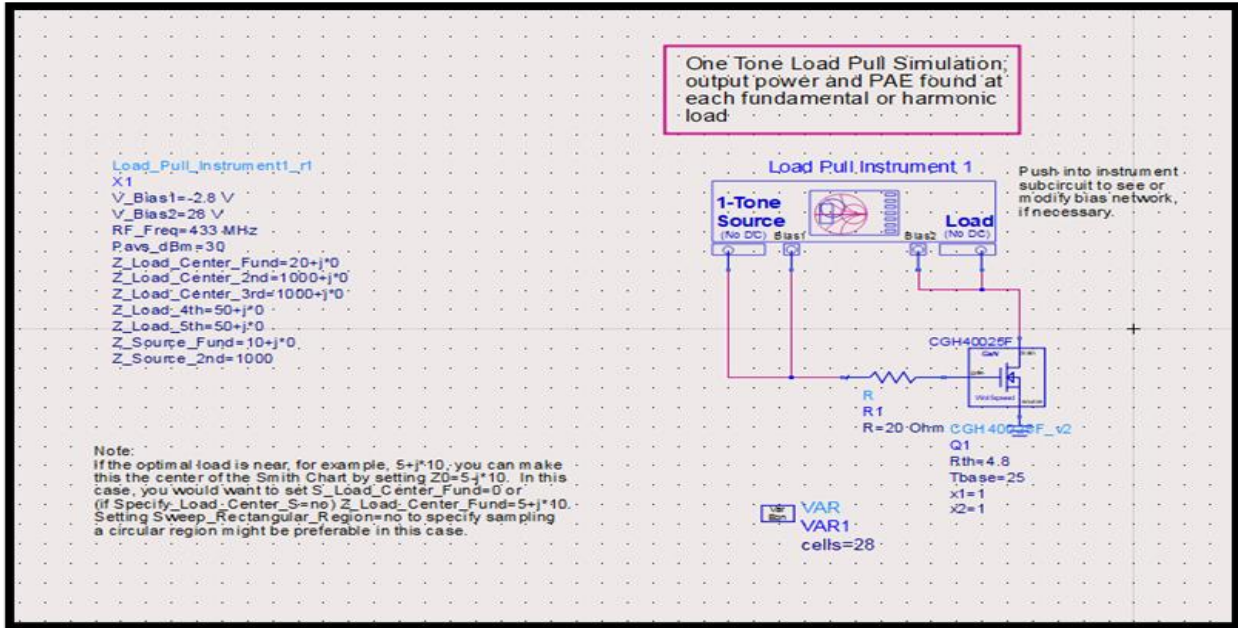 One Tone Load Pull Simulation;
output power and PAE found at
each fundamental or harmonic
load
Load_Pull_Instrument1_r1
X1
V_Bias1=-2.8 V
V_Bias2=28 V
RF_Freq=433 MHz
Pavs_dBm=30
Z_Load_Center_Fund=20+j*0
Z_Load_Center_2nd=1000+j*0
Z_Load_Center_3rd=1000+j*0
Z_Load_4th=50+j*0
Z_Load_5th=50+j*0
Z_Source_Fund=10+j*0
Z_Source_2nd=1000
Load Pull Instrument 1
1-Tone
Source
(No DC)
Bias1
Bias2
Load
(No DC)
Push into instrument
subcircuit to see or
modify bias network,
if necessary.
CGH40025F
GaN
R
R1
R=20 Ohm
CGH40025F_v2
Q1
Rth=4.8
Tbase=25
x1=1
x2=1
Note:
If the optimal load is near, for example, 5+j*10, you can make
this the center of the Smith Chart by setting Z0=5-j*10. In this
case, you would want to set S_Load_Center_Fund=0 or
(if Specify_Load_Center_S=no) Z_Load_Center_Fund=5+j*10.
Setting Sweep_Rectangular_Region=no to specify sampling
a circular region might be preferable in this case.
Var
Eqn
VAR
VAR1
cells=28